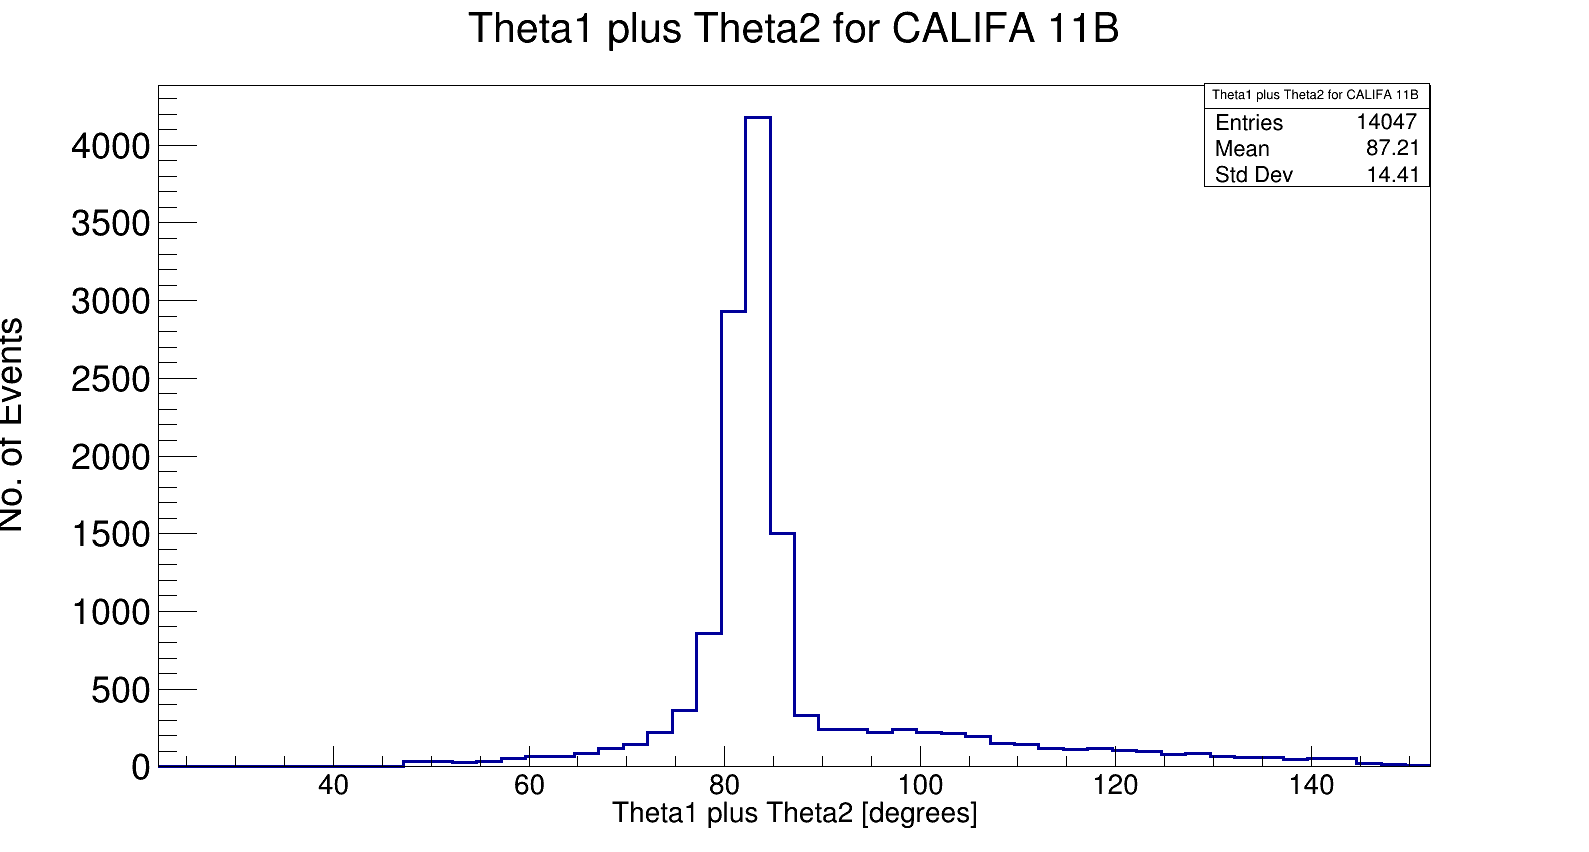 Theta1 plus Theta2 for CALIFA 11B
Theta1 plus Theta2 for CALIFA 11B
Entries 14047
Mean 87.21
Std Dev 14.41
4000
3500
3000
2500
2000
1500
1000
500
0
No. of Events
40 60 80 100 120 140
Theta1 plus Theta2 [degrees]